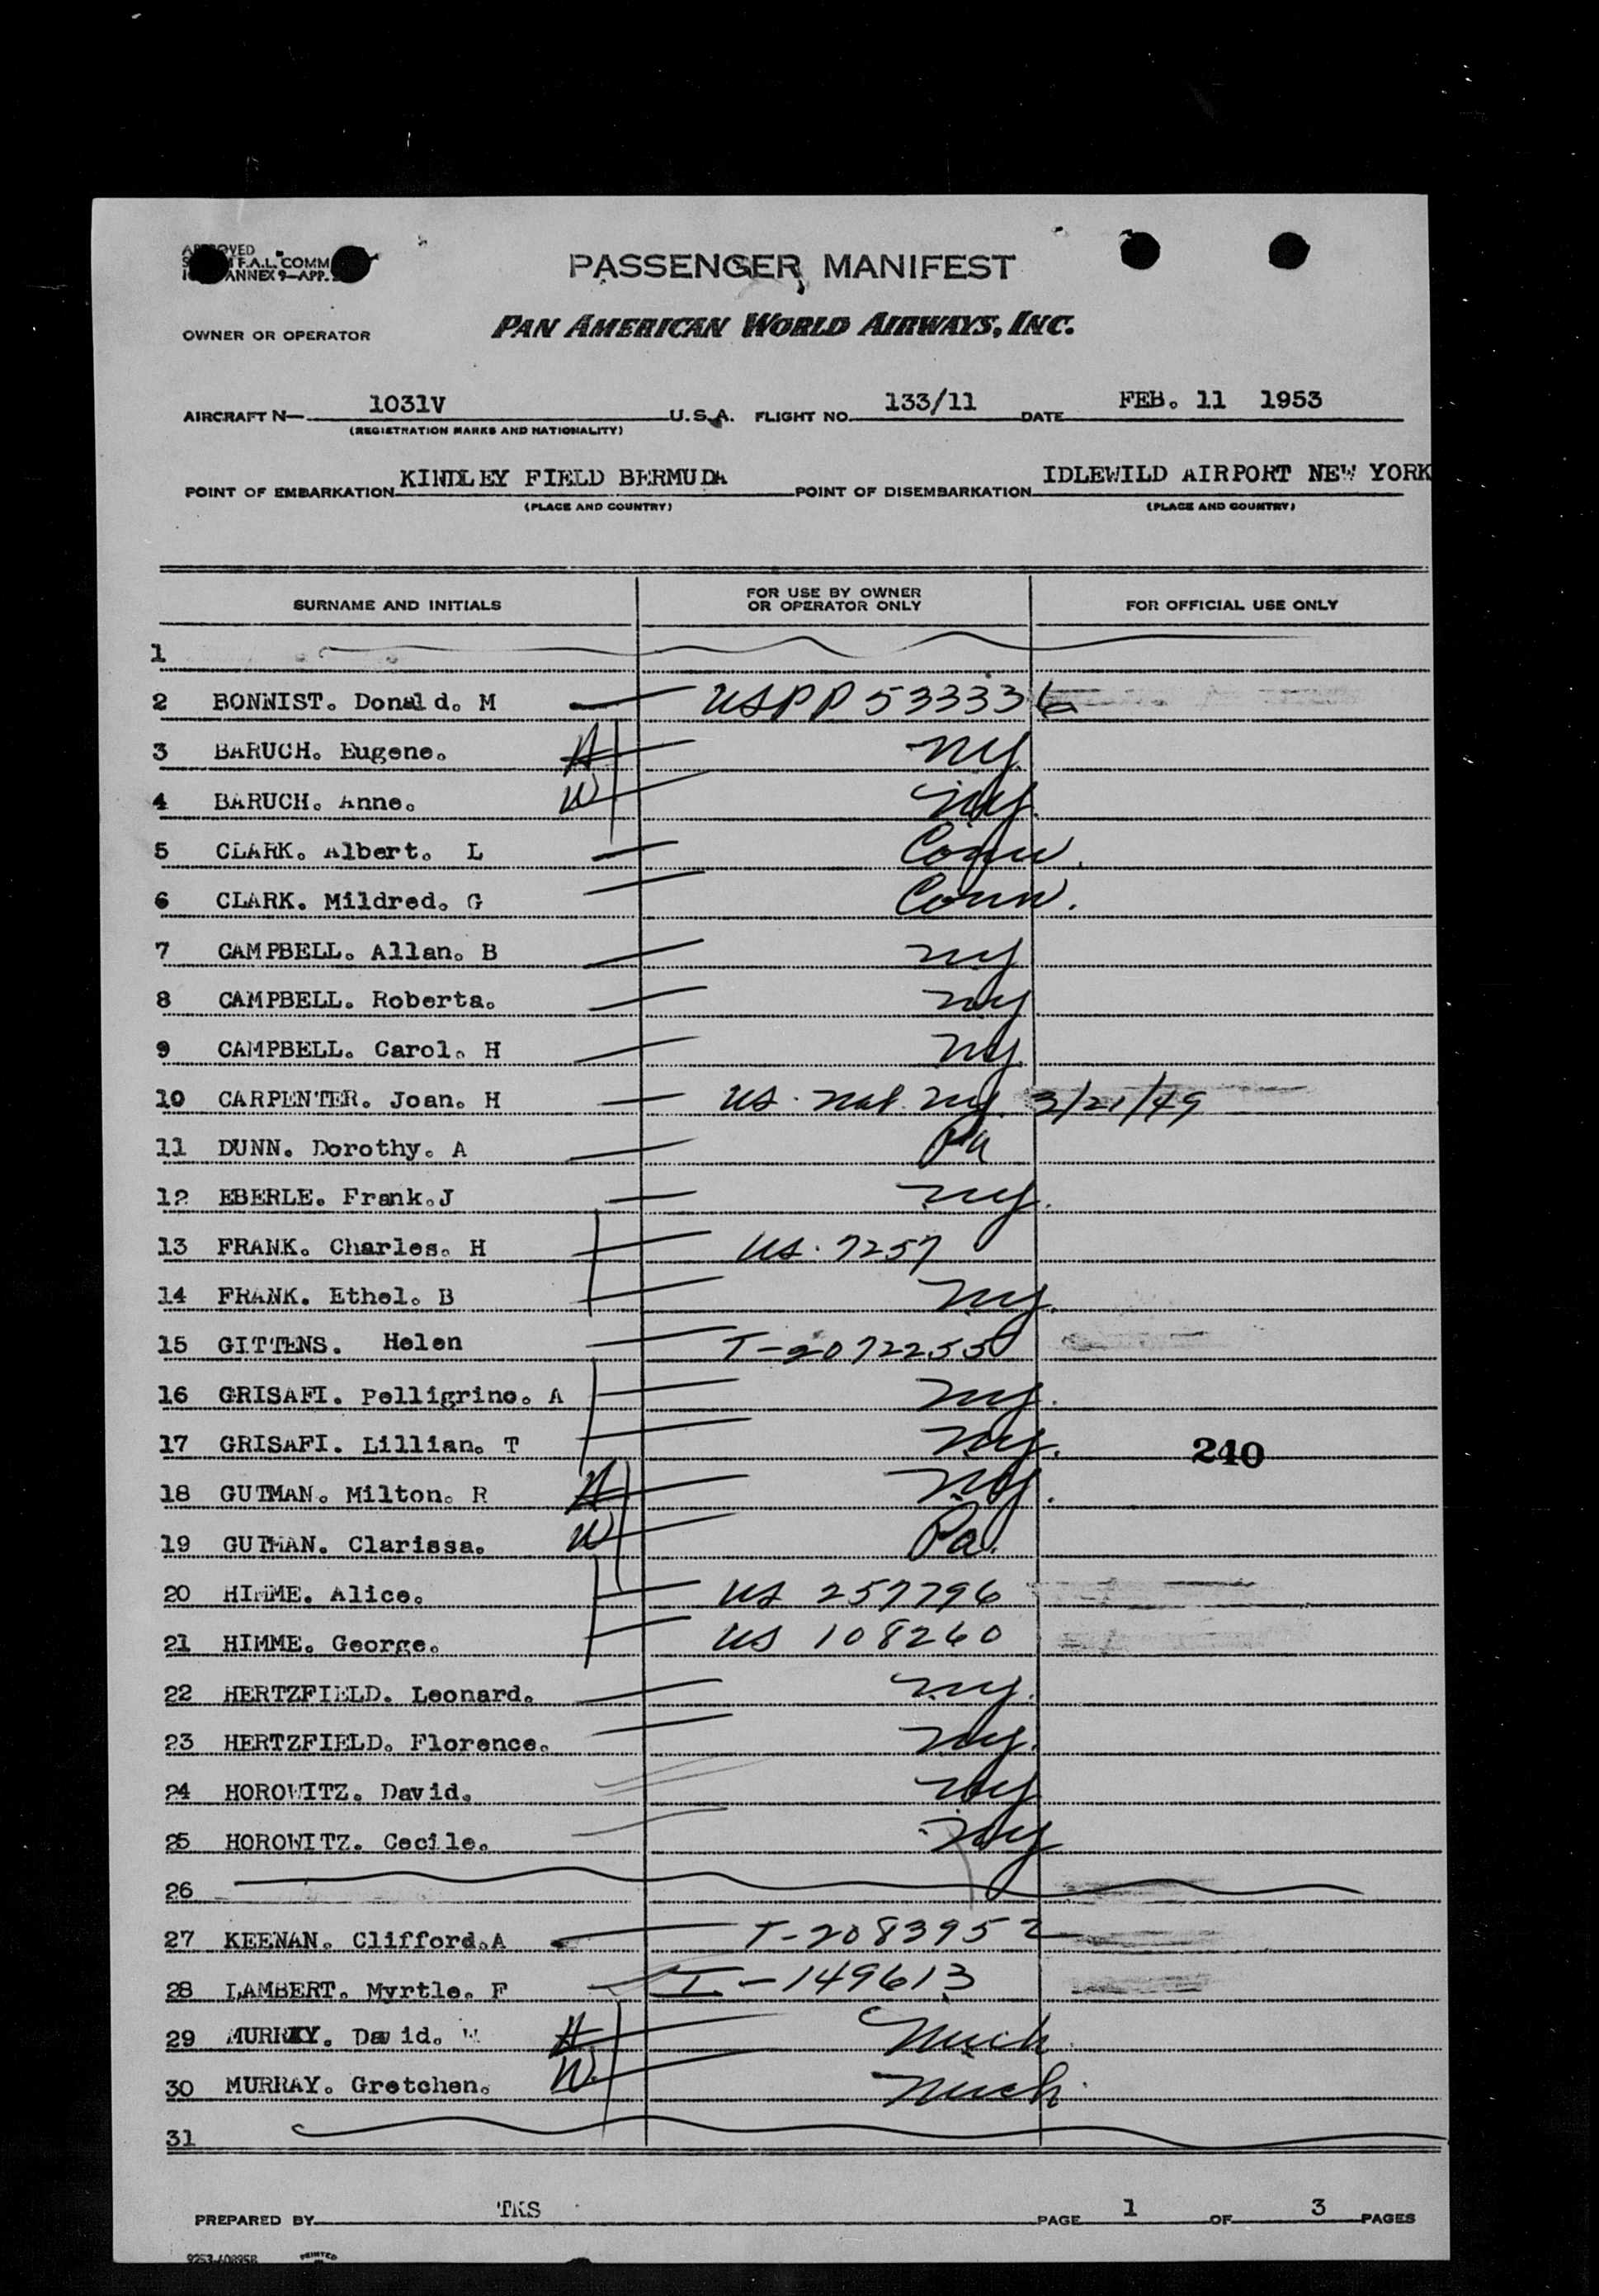 PASSENGER MANIFEST
OWNER OR OPERATOR PAN AMERICAN WORLD AIRWAYS, INC.
AIRCRAFT N— 1031V U.S.A. FLIGHT NO. 133/11 DATE FEB. 11 1953
(REGISTRATION MARKS AND NATIONALITY)
POINT OF EMBARKATION KINDLEY FIELD BERMUDA POINT OF DISEMBARKATION IDLEWILD AIRPORT NEW YORK
(PLACE AND COUNTRY) (PLACE AND COUNTRY)
SURNAME AND INITIALS FOR USE BY OWNER OR OPERATOR ONLY FOR OFFICIAL USE ONLY
1
2 BONNIST. Donald. M USPP 533336
3 BARUCH. Eugene. H NY
4 BARUCH. Anne. W NY.
5 CLARK. Albert. L Conn.
6 CLARK. Mildred. G Conn.
7 CAMPBELL. Allan. B NY
8 CAMPBELL. Roberta. NY
9 CAMPBELL. Carol. H NY
10 CARPENTER. Joan. H US. Nat. NY. 3/21/49
11 DUNN. Dorothy. A Pa
12 EBERLE. Frank.J NY.
13 FRANK. Charles. H US. 7257
14 FRANK. Ethel. B NY.
15 GITTENS. Helen T-2072255
16 GRISAFI. Pelligrino. A NY.
17 GRISAFI. Lillian. T NY. 240
18 GUTMAN. Milton. R H NY.
19 GUTMAN. Clarissa. W Pa.
20 HIMME. Alice. US 257796
21 HIMME. George. US 108260
22 HERTZFIELD. Leonard. NY.
23 HERTZFIELD. Florence. NY.
24 HOROWITZ. David. NY
25 HOROWITZ. Cecile. NY
26
27 KEENAN. Clifford.A T-2083952
28 LAMBERT. Myrtle. F I-149613
29 MURRAY. David. W H Mich.
30 MURRAY. Gretchen. W. Mich.
31
PREPARED BY TKS PAGE 1 OF 3 PAGES
PRINTED